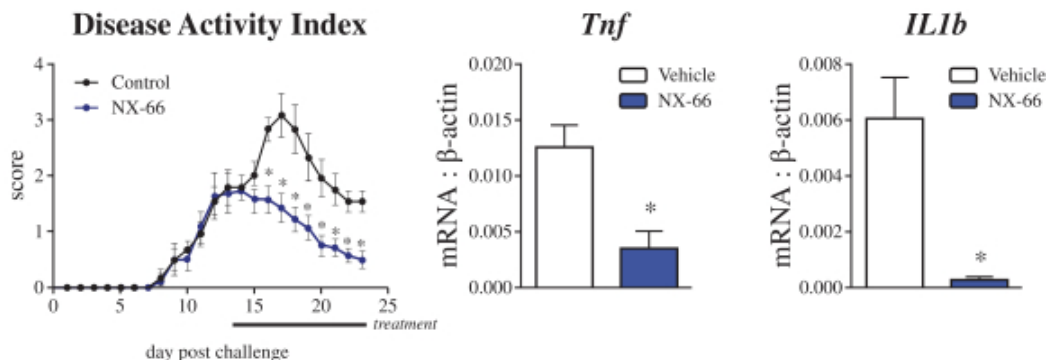 Disease Activity Index
4
3
2
1
0
score
Control
NX-66
* * * * * * * *
0 5 10 15 20 25
treatment
day post challenge
Tnf
0.020
0.015
0.010
0.005
0.000
mRNA : β-actin
Vehicle
NX-66
*
IL1b
0.008
0.006
0.004
0.002
0.000
mRNA : β-actin
Vehicle
NX-66
*